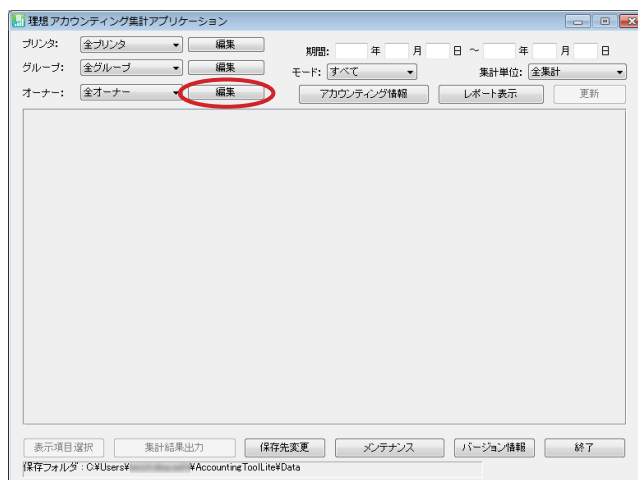 理想アカウンティング集計アプリケーション
プリンタ: 全プリンタ 編集 期間: 年 月 日 ～ 年 月 日
グループ: 全グループ 編集 モード: すべて 集計単位: 全集計
オーナー: 全オーナー 編集 アカウンティング情報 レポート表示 更新
表示項目選択 集計結果出力 保存先変更 メンテナンス バージョン情報 終了
保存フォルダ : C:¥Users¥ ¥AccountingToolLite¥Data